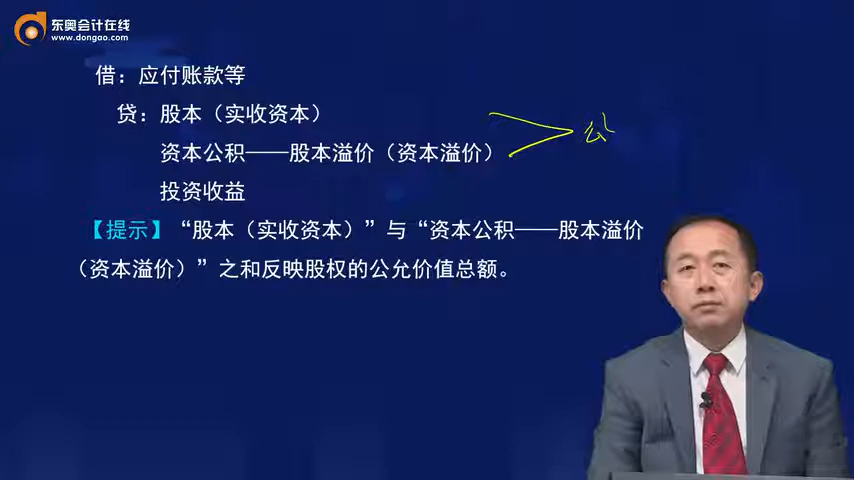 东奥会计在线
www.dongao.com
借：应付账款等
贷：股本（实收资本）
资本公积——股本溢价（资本溢价）
公
投资收益
【提示】“股本（实收资本）”与“资本公积——股本溢价
（资本溢价）”之和反映股权的公允价值总额。